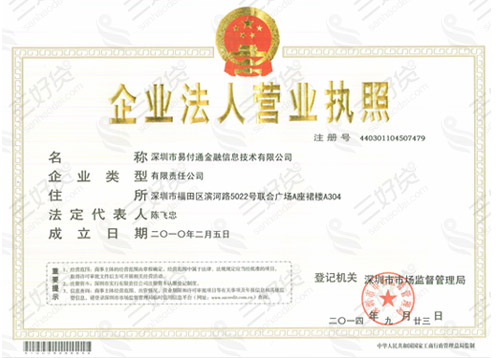 企业法人营业执照
注册号 440301104507479
名称 深圳市易付通金融信息技术有限公司
企业类型 有限责任公司
住所 深圳市福田区滨河路5022号联合广场A座裙楼A304
法定代表人 陈飞忠
成立日期 二〇一〇年二月五日
重要提示
登记机关 深圳市市场监督管理局
二〇一四年九月廿三日
中华人民共和国国家工商行政管理总局监制
三好贷